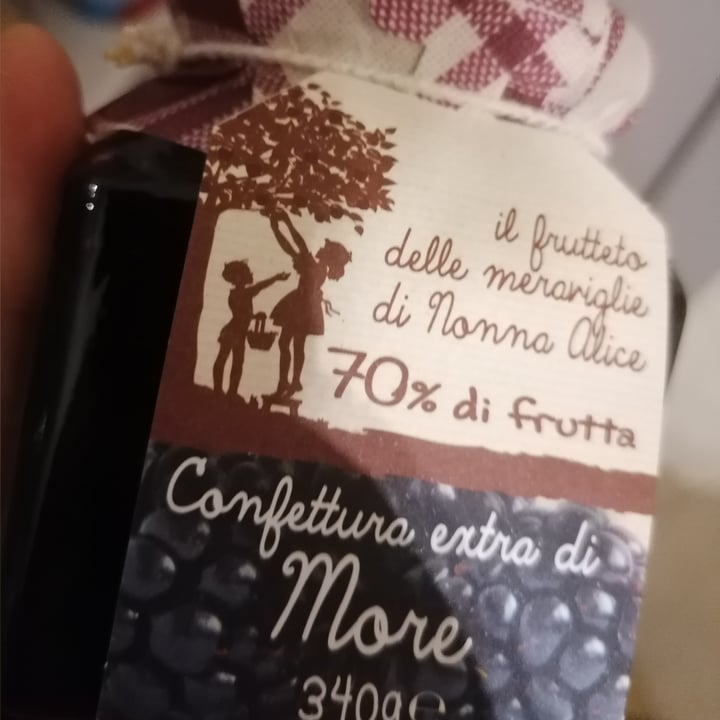 il frutteto
delle meraviglie
di Nonna Alice
70% di frutta
Confettura extra di
More
340g e